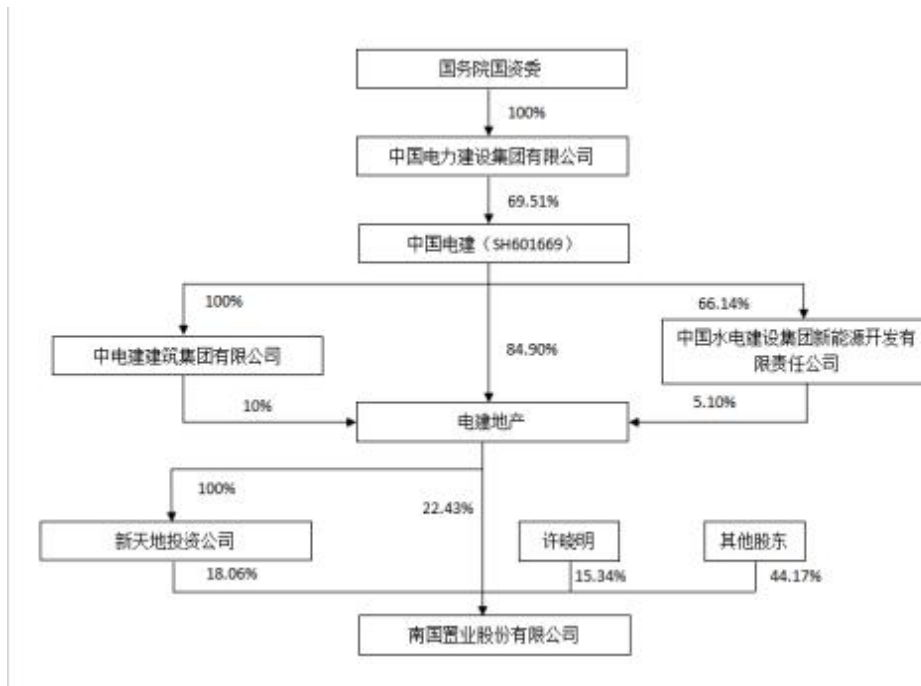 国务院国资委
100%
中国电力建设集团有限公司
69.51%
中国电建（SH601669）
100%
66.14%
中电建建筑集团有限公司
84.90%
中国水电建设集团新能源开发有
限责任公司
10%
5.10%
电建地产
100%
22.43%
新天地投资公司
许晓明
其他股东
18.06%
15.34%
44.17%
南国置业股份有限公司